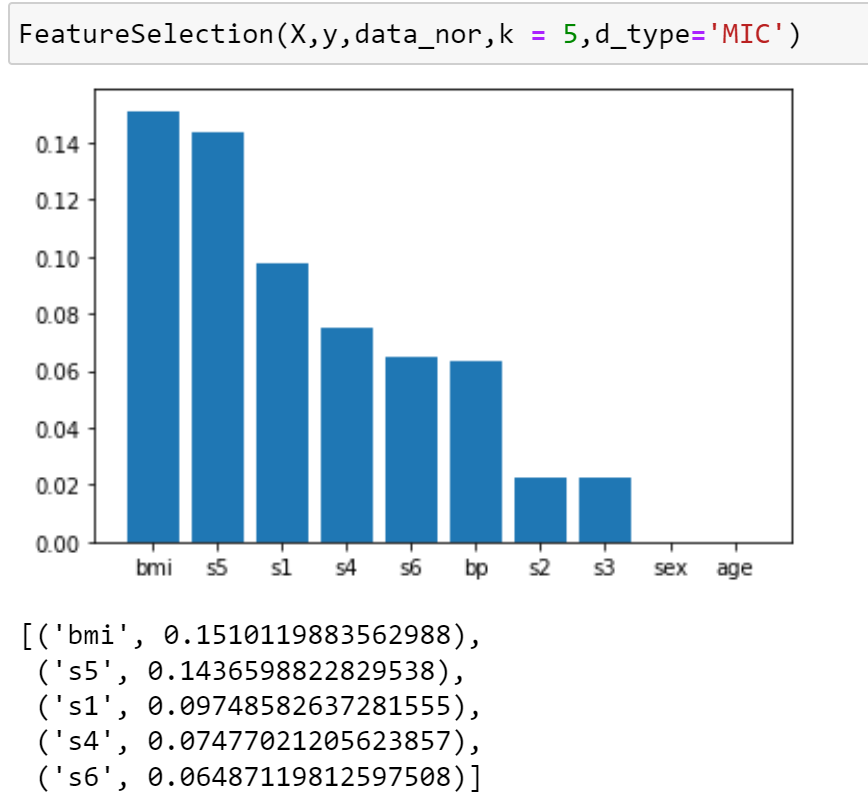 FeatureSelection(X,y,data_nor,k = 5,d_type='MIC')
0.14
0.12
0.10
0.08
0.06
0.04
0.02
0.00
bmi s5 s1 s4 s6 bp s2 s3 sex age
[('bmi', 0.1510119883562988),
('s5', 0.1436598822829538),
('s1', 0.09748582637281555),
('s4', 0.07477021205623857),
('s6', 0.06487119812597508)]